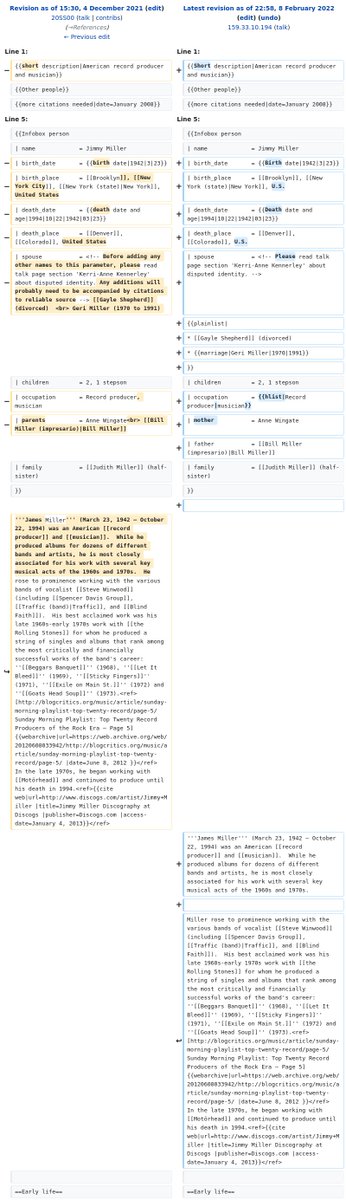 Revision as of 15:30, 4 December 2021 (edit)
20SS00 (talk | contribs)
(→References)
← Previous edit
Latest revision as of 22:58, 8 February 2022
(edit) (undo)
159.33.10.194 (talk)
Line 1:
Line 1:
− {{short description|American record producer
and musician}}
+ {{Short description|American record producer
and musician}}
{{Other people}}
{{Other people}}
{{more citations needed|date=January 2008}}
{{more citations needed|date=January 2008}}
Line 5:
Line 5:
{{Infobox person
{{Infobox person
| name = Jimmy Miller
| name = Jimmy Miller
− | birth_date = {{birth date|1942|3|23}}
+ | birth_date = {{Birth date|1942|3|23}}
− | birth_place = [[Brooklyn]], [[New
York City]], [[New York (state)|New York]],
United States
+ | birth_place = [[Brooklyn]], [[New
York (state)|New York]], U.S.
− | death_date = {{death date and
age|1994|10|22|1942|03|23}}
+ | death_date = {{Death date and
age|1994|10|22|1942|03|23}}
− | death_place = [[Denver]],
[[Colorado]], United States
+ | death_place = [[Denver]],
[[Colorado]], U.S.
− | spouse = <!-- Before adding any
other names to this parameter, please read
talk page section 'Kerri-Anne Kennerley'
about disputed identity. Any additions will
probably need to be accompanied by citations
to reliable source --> [[Gayle Shepherd]]
(divorced) <br> Geri Miller (1970 to 1991)
+ | spouse = <!-- Please read talk
page section 'Kerri-Anne Kennerley' about
disputed identity. -->
+ {{plainlist|
+ * [[Gayle Shepherd]] (divorced)
+ * {{marriage|Geri Miller|1970|1991}}
+ }}
| children = 2, 1 stepson
| children = 2, 1 stepson
− | occupation = Record producer,
musician
+ | occupation = {{hlist|Record
producer|musician}}
− | parents = Anne Wingate<br> [[Bill
Miller (impresario)|Bill Miller]]
+ | mother = Anne Wingate
+ | father = [[Bill Miller
(impresario)|Bill Miller]]
| family = [[Judith Miller]] (half-
sister)
| family = [[Judith Miller]] (half-
sister)
}}
}}
+
'''James Miller''' (March 23, 1942 – October
22, 1994) was an American [[record
producer]] and [[musician]]. While he
produced albums for dozens of different
bands and artists, he is most closely
associated for his work with several key
musical acts of the 1960s and 1970s. He
rose to prominence working with the various
bands of vocalist [[Steve Winwood]]
(including [[Spencer Davis Group]],
[[Traffic (band)|Traffic]], and [[Blind
Faith]]). His best acclaimed work was his
late 1960s-early 1970s work with [[the
Rolling Stones]] for whom he produced a
string of singles and albums that rank among
the most critically and financially
successful works of the band's career:
''[[Beggars Banquet]]'' (1968), ''[[Let It
Bleed]]'' (1969), ''[[Sticky Fingers]]''
(1971), ''[[Exile on Main St.]]'' (1972) and
''[[Goats Head Soup]]'' (1973).<ref>
[http://blogcritics.org/music/article/sunday-
morning-playlist-top-twenty-record/page-5/
Sunday Morning Playlist: Top Twenty Record
Producers of the Rock Era – Page 5]
{{webarchive|url=https://web.archive.org/web/
20120608033942/http://blogcritics.org/music/a
rticle/sunday-morning-playlist-top-twenty-
record/page-5/ |date=June 8, 2012 }}</ref>
In the late 1970s, he began working with
[[Motörhead]] and continued to produce until
his death in 1994.<ref>{{cite
web|url=http://www.discogs.com/artist/Jimmy+M
iller |title=Jimmy Miller Discography at
Discogs |publisher=Discogs.com |access-
date=January 4, 2013}}</ref>
+ '''James Miller''' (March 23, 1942 – October
22, 1994) was an American [[record
producer]] and [[musician]]. While he
produced albums for dozens of different
bands and artists, he is most closely
associated for his work with several key
musical acts of the 1960s and 1970s.
+
Miller rose to prominence working with the
various bands of vocalist [[Steve Winwood]]
(including [[Spencer Davis Group]],
[[Traffic (band)|Traffic]], and [[Blind
Faith]]). His best acclaimed work was his
late 1960s-early 1970s work with [[the
Rolling Stones]] for whom he produced a
string of singles and albums that rank among
the most critically and financially
successful works of the band's career:
''[[Beggars Banquet]]'' (1968), ''[[Let It
Bleed]]'' (1969), ''[[Sticky Fingers]]''
(1971), ''[[Exile on Main St.]]'' (1972) and
''[[Goats Head Soup]]'' (1973).<ref>
[http://blogcritics.org/music/article/sunday-
morning-playlist-top-twenty-record/page-5/
Sunday Morning Playlist: Top Twenty Record
Producers of the Rock Era – Page 5]
{{webarchive|url=https://web.archive.org/web/
20120608033942/http://blogcritics.org/music/a
rticle/sunday-morning-playlist-top-twenty-
record/page-5/ |date=June 8, 2012 }}</ref>
In the late 1970s, he began working with
[[Motörhead]] and continued to produce
until his death in 1994.<ref>{{cite
web|url=http://www.discogs.com/artist/Jimmy+M
iller |title=Jimmy Miller Discography at
Discogs |publisher=Discogs.com |access-
date=January 4, 2013}}</ref>
==Early life==
==Early life==